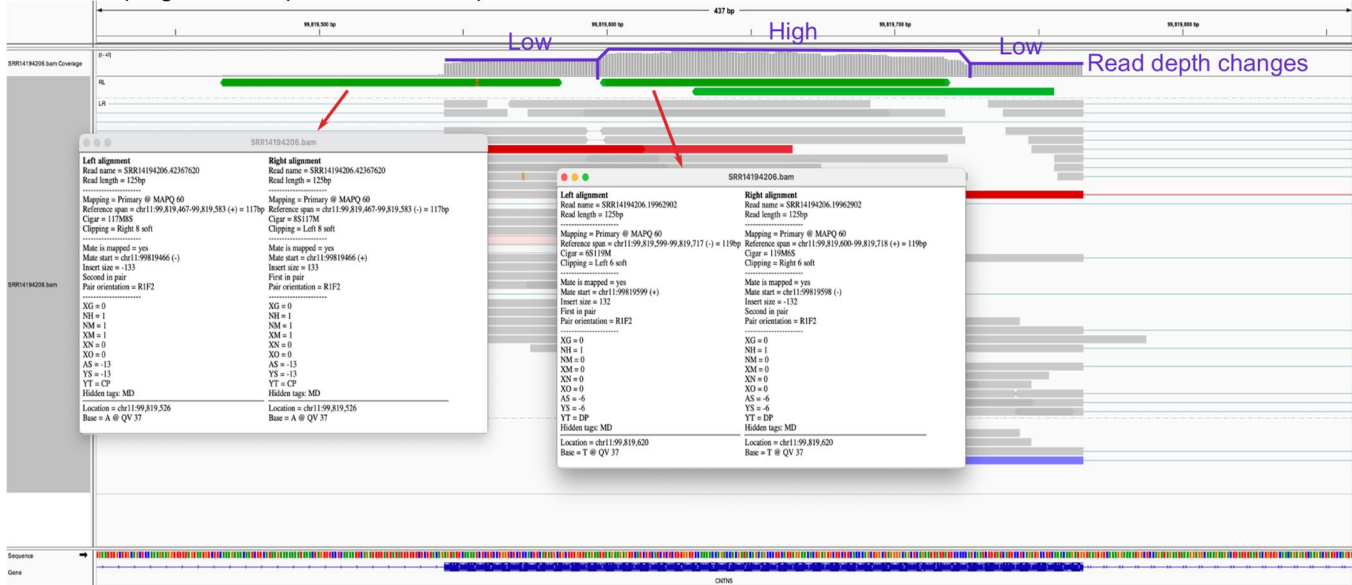 437 bp
99,819,500 bp
99,819,600 bp
99,819,700 bp
99,819,800 bp
Low
High
Low
Read depth changes
SRR14194206.bam Coverage
[0 - 47]
RL
LR
SRR14194206.bam
SRR14194206.bam
Left alignment
Read name = SRR14194206.42367620
Read length = 125bp
----------------------
Mapping = Primary @ MAPQ 60
Reference span = chr11:99,819,467-99,819,583 (+) = 117bp
Cigar = 117M8S
Clipping = Right 8 soft
----------------------
Mate is mapped = yes
Mate start = chr11:99819466 (-)
Insert size = -133
Second in pair
Pair orientation = R1F2
----------------------
XG = 0
NH = 1
NM = 1
XM = 1
XN = 0
XO = 0
AS = -13
YS = -13
YT = CP
Hidden tags: MD
Location = chr11:99,819,526
Base = A @ QV 37
Right alignment
Read name = SRR14194206.42367620
Read length = 125bp
----------------------
Mapping = Primary @ MAPQ 60
Reference span = chr11:99,819,467-99,819,583 (-) = 117bp
Cigar = 8S117M
Clipping = Left 8 soft
----------------------
Mate is mapped = yes
Mate start = chr11:99819466 (+)
Insert size = 133
First in pair
Pair orientation = R1F2
----------------------
XG = 0
NH = 1
NM = 1
XM = 1
XN = 0
XO = 0
AS = -13
YS = -13
YT = CP
Hidden tags: MD
Location = chr11:99,819,526
Base = A @ QV 37
SRR14194206.bam
Left alignment
Read name = SRR14194206.19962902
Read length = 125bp
----------------------
Mapping = Primary @ MAPQ 60
Reference span = chr11:99,819,599-99,819,717 (-) = 119bp
Cigar = 6S119M
Clipping = Left 6 soft
----------------------
Mate is mapped = yes
Mate start = chr11:99819599 (+)
Insert size = 132
First in pair
Pair orientation = R1F2
----------------------
XG = 0
NH = 1
NM = 0
XM = 0
XN = 0
XO = 0
AS = -6
YS = -6
YT = DP
Hidden tags: MD
Location = chr11:99,819,620
Base = T @ QV 37
Right alignment
Read name = SRR14194206.19962902
Read length = 125bp
----------------------
Mapping = Primary @ MAPQ 60
Reference span = chr11:99,819,600-99,819,718 (+) = 119bp
Cigar = 119M6S
Clipping = Right 6 soft
----------------------
Mate is mapped = yes
Mate start = chr11:99819598 (-)
Insert size = -132
Second in pair
Pair orientation = R1F2
----------------------
XG = 0
NH = 1
NM = 0
XM = 0
XN = 0
XO = 0
AS = -6
YS = -6
YT = DP
Hidden tags: MD
Location = chr11:99,819,620
Base = T @ QV 37
Sequence
Gene
CNTN5